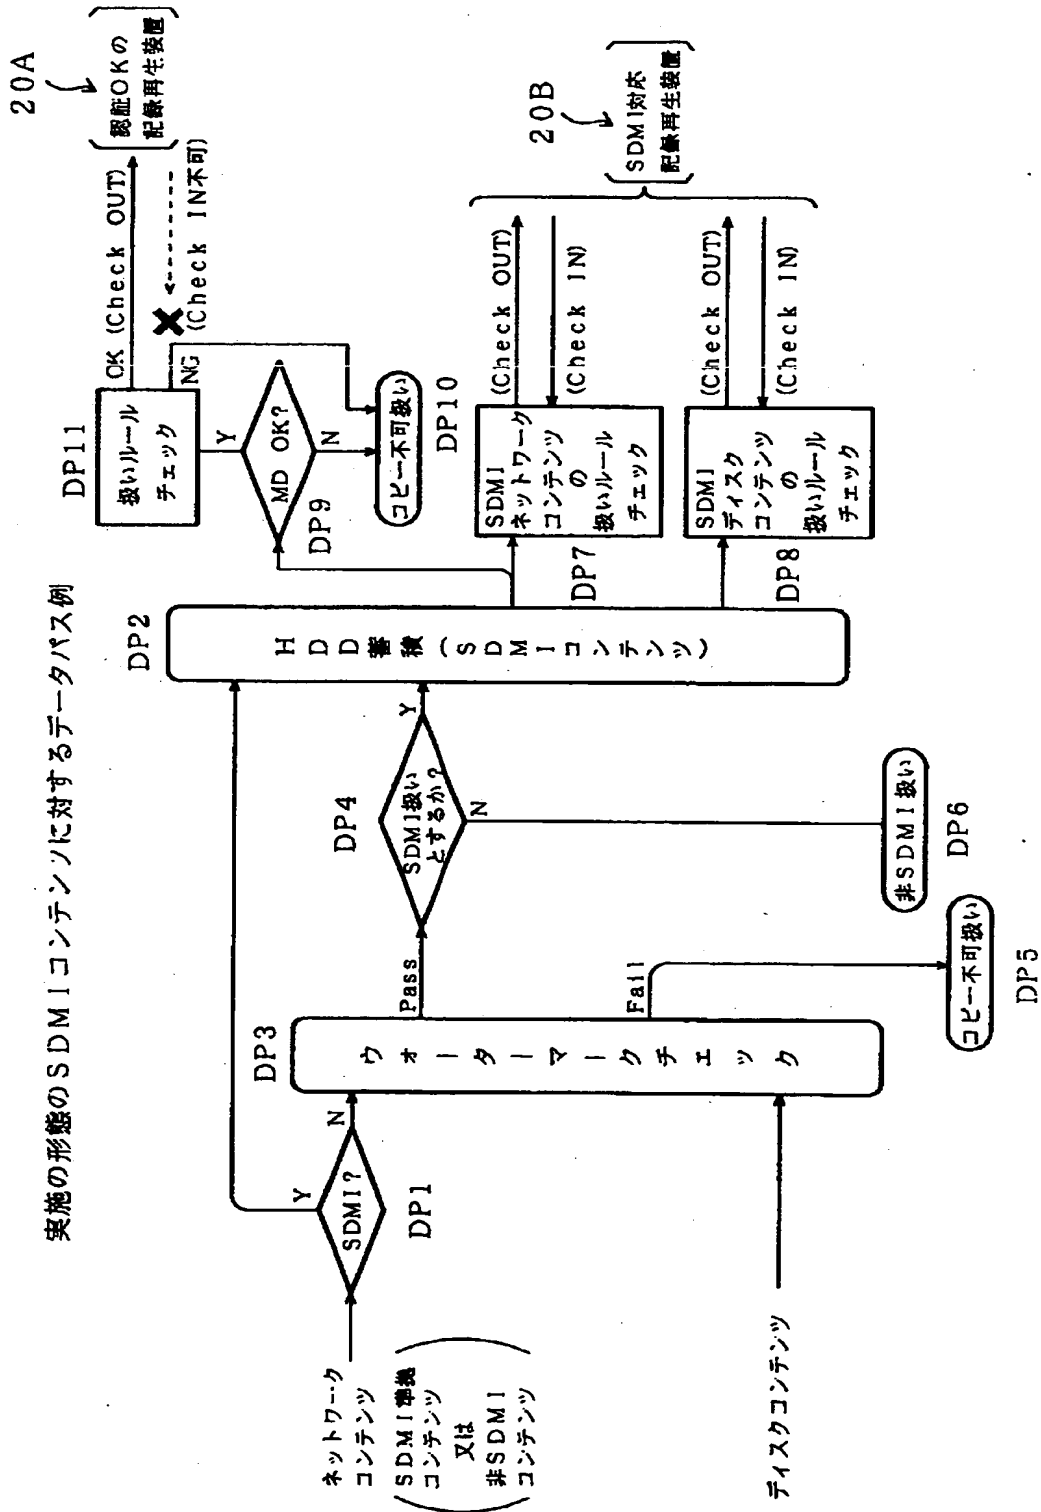 実施の形態のSDMIコンテンツに対するデータパス例
ネットワーク
コンテンツ
SDMI準拠
コンテンツ
又は
非SDMI
コンテンツ
ディスクコンテンツ
SDMI?
Y
N
DP1
DP3
ウォーターマークチェック
Pass
Fail
DP4
SDMI扱い
とするか?
Y
N
コピー不可扱い
DP5
非SDMI扱い
DP6
DP2
HDD蓄積(SDMIコンテンツ)
DP9
MD OK?
Y
N
コピー不可扱い
DP10
DP11
扱いルール
チェック
OK (Check OUT)
NG
(Check IN不可)
20A
認証OKの
記録再生装置
DP7
SDMI
ネットワーク
コンテンツ
の
扱いルール
チェック
(Check OUT)
(Check IN)
DP8
SDMI
ディスク
コンテンツ
の
扱いルール
チェック
(Check OUT)
(Check IN)
20B
SDMI対応
記録再生装置